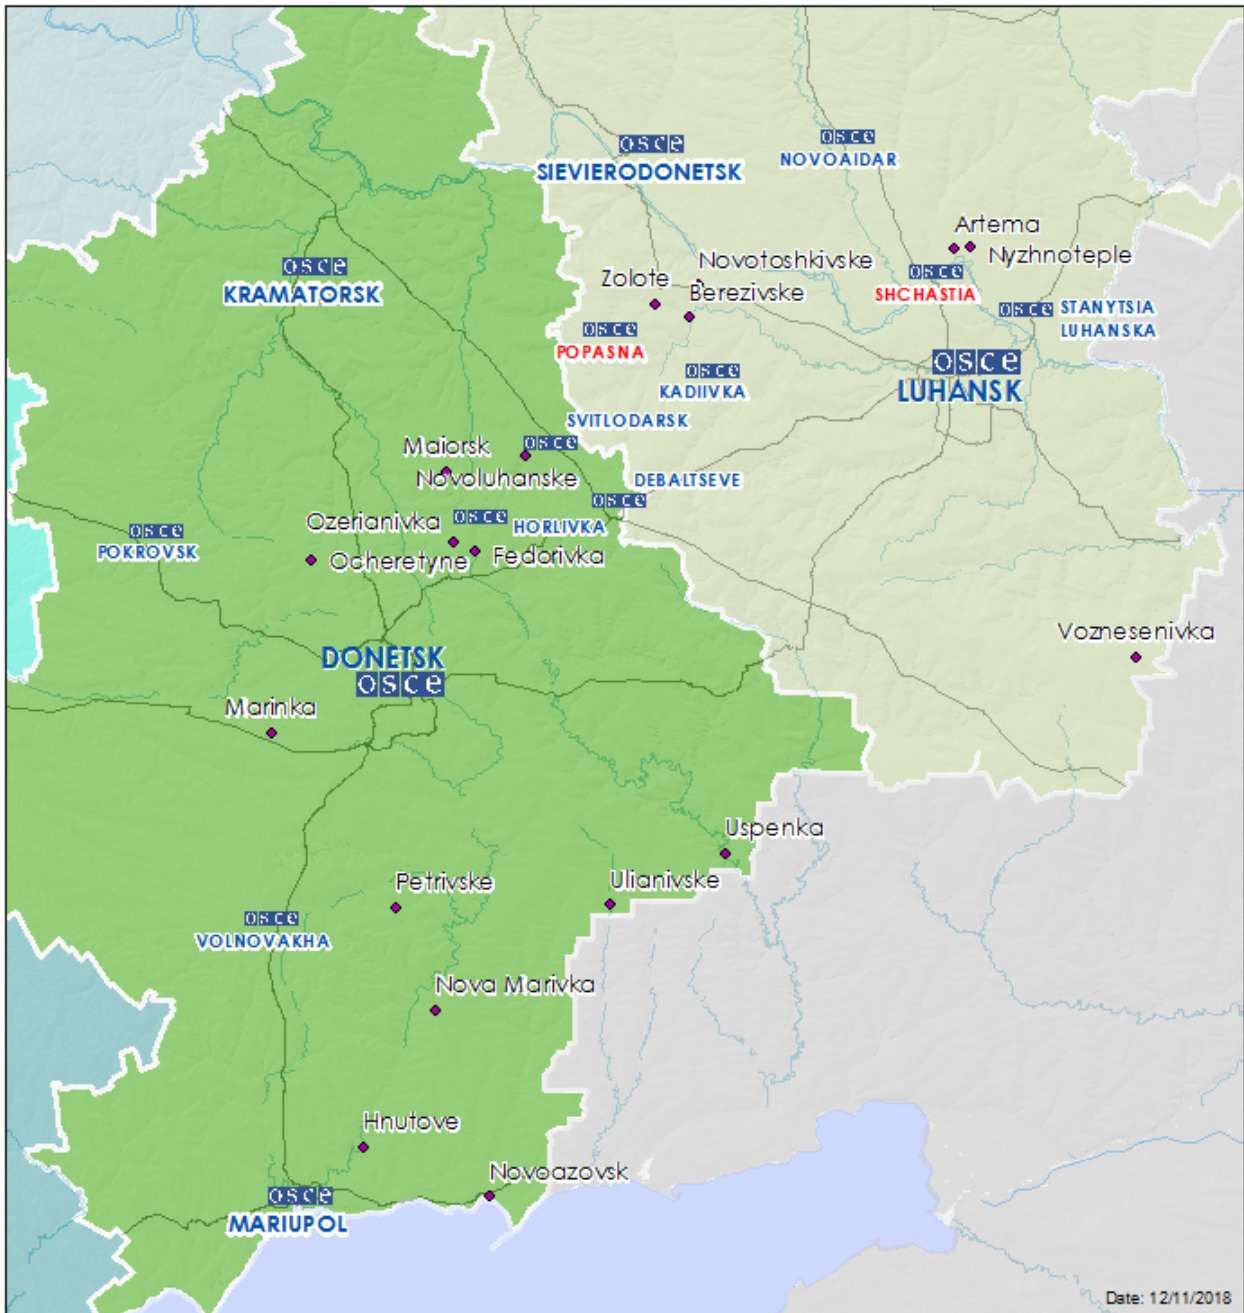 osce
SIEVIERODONETSK
osce
NOVOAIDAR
Artema
Nyzhnoteple
osce
KRAMATORSK
Novotoshkivske
Zolote
Berezivske
osce
SHCHASTIA
osce
STANYTSIA
LUHANSKA
osce
POPASNA
osce
KADIIVKA
osce
LUHANSK
SVITLODARSK
osce
Maiorsk
Novoluhanske
DEBALTSEVE
osce
osce
POKROVSK
Ozerianivka
osce
HORLIVKA
Ocheretyne
Fedorivka
Voznesenivka
DONETSK
osce
Marinka
Uspenka
Petrivske
Ulianivske
osce
VOLNOVAKHA
Nova Marivka
Hnutove
Novoazovsk
osce
MARIUPOL
Date: 12/11/2018